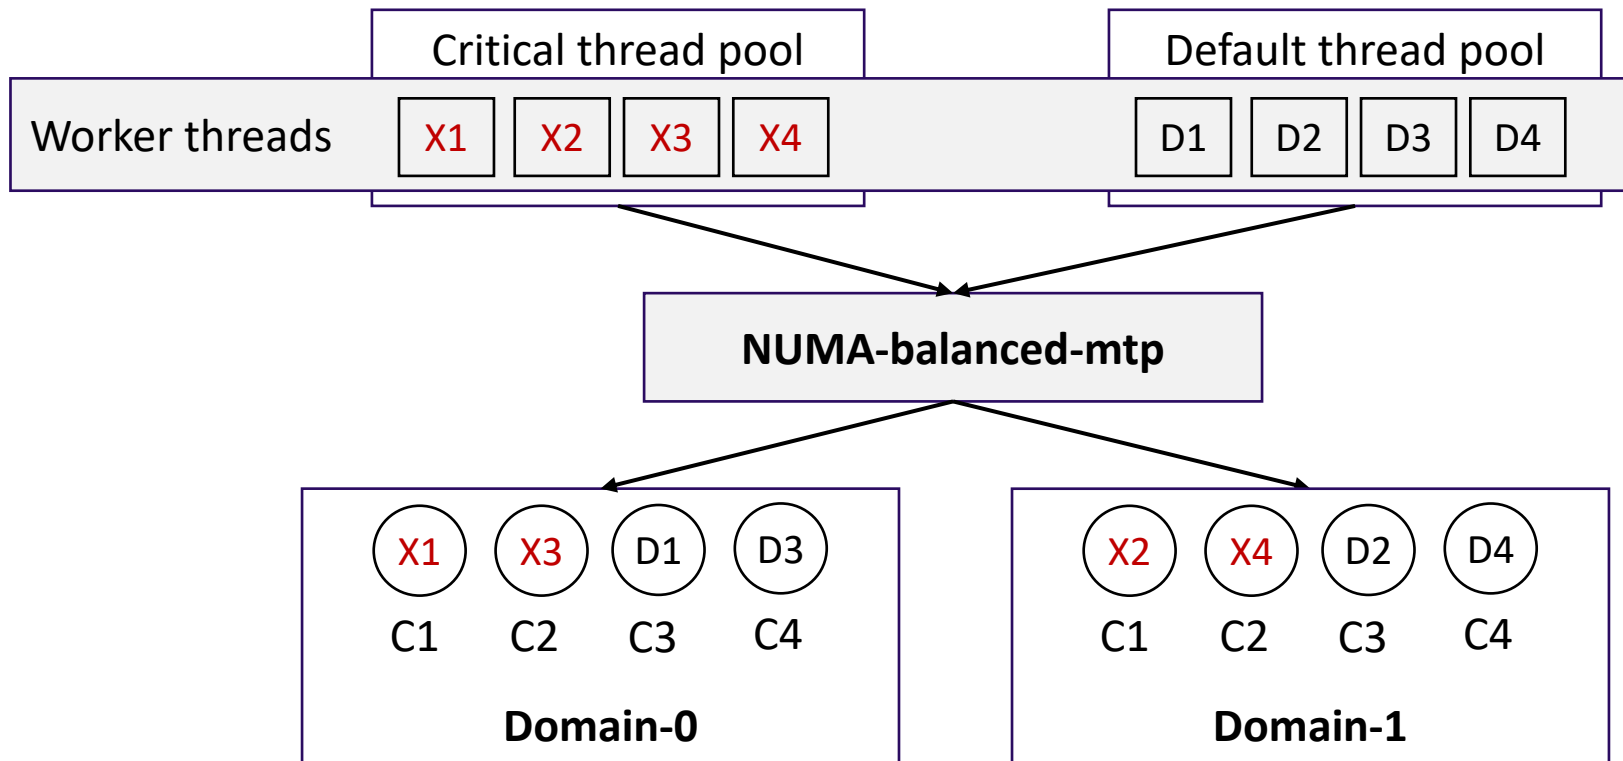 Critical thread pool Default thread pool
Worker threads X1 X2 X3 X4 D1 D2 D3 D4
NUMA-balanced-mtp
X1 X3 D1 D3 X2 X4 D2 D4
C1 C2 C3 C4 C1 C2 C3 C4
Domain-0 Domain-1